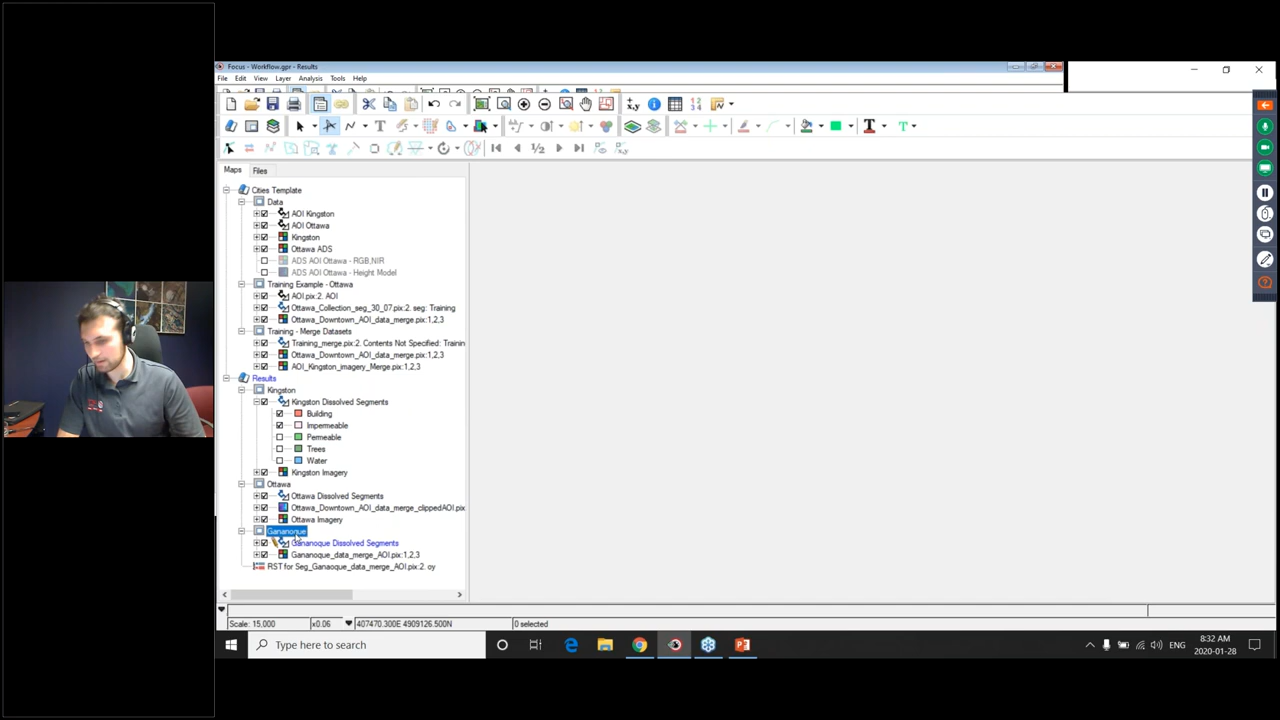 Focus - Workflow.gpr - Results
File Edit View Layer Analysis Tools Help
Maps Files
Cities Template
Data
AOI Kingston
AOI Ottawa
Kingston
Ottawa ADS
ADS AOI Ottawa - RGB,NIR
ADS AOI Ottawa - Height Model
Training Example - Ottawa
AOI.pix:2. AOI
Ottawa_Collection_seg_30_07.pix:2. seg: Training
Ottawa_Downtown_AOI_data_merge.pix:1,2,3
Training - Merge Datasets
Training_merge.pix:2. Contents Not Specified: Trainin
Ottawa_Downtown_AOI_data_merge.pix:1,2,3
AOI_Kingston_imagery_Merge.pix:1,2,3
Results
Kingston
Kingston Dissolved Segments
Building
Impermeable
Permeable
Trees
Water
Kingston Imagery
Ottawa
Ottawa Dissolved Segments
Ottawa_Downtown_AOI_data_merge_clippedAOI.pix
Ottawa Imagery
Gananoque
Gananoque Dissolved Segments
Gananoque_data_merge_AOI.pix:1,2,3
RST for Seg_Ganaoque_data_merge_AOI.pix:2. oy
Scale: 15,000 x0.06 407470.300E 4909126.500N 0 selected
Type here to search
ENG
8:32 AM
2020-01-28